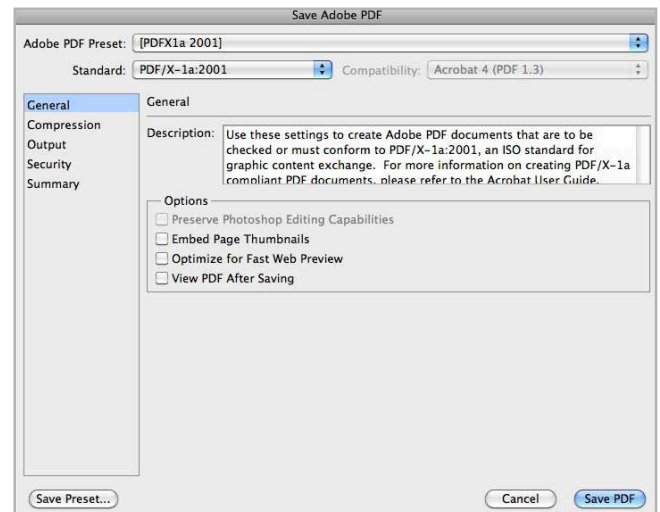 Save Adobe PDF
Adobe PDF Preset: [PDFX1a 2001]
Standard: PDF/X-1a:2001 Compatibility: Acrobat 4 (PDF 1.3)
General
Compression
Output
Security
Summary
General
Description: Use these settings to create Adobe PDF documents that are to be
checked or must conform to PDF/X-1a:2001, an ISO standard for
graphic content exchange. For more information on creating PDF/X-1a
compliant PDF documents, please refer to the Acrobat User Guide.
Options
Preserve Photoshop Editing Capabilities
Embed Page Thumbnails
Optimize for Fast Web Preview
View PDF After Saving
Save Preset... Cancel Save PDF